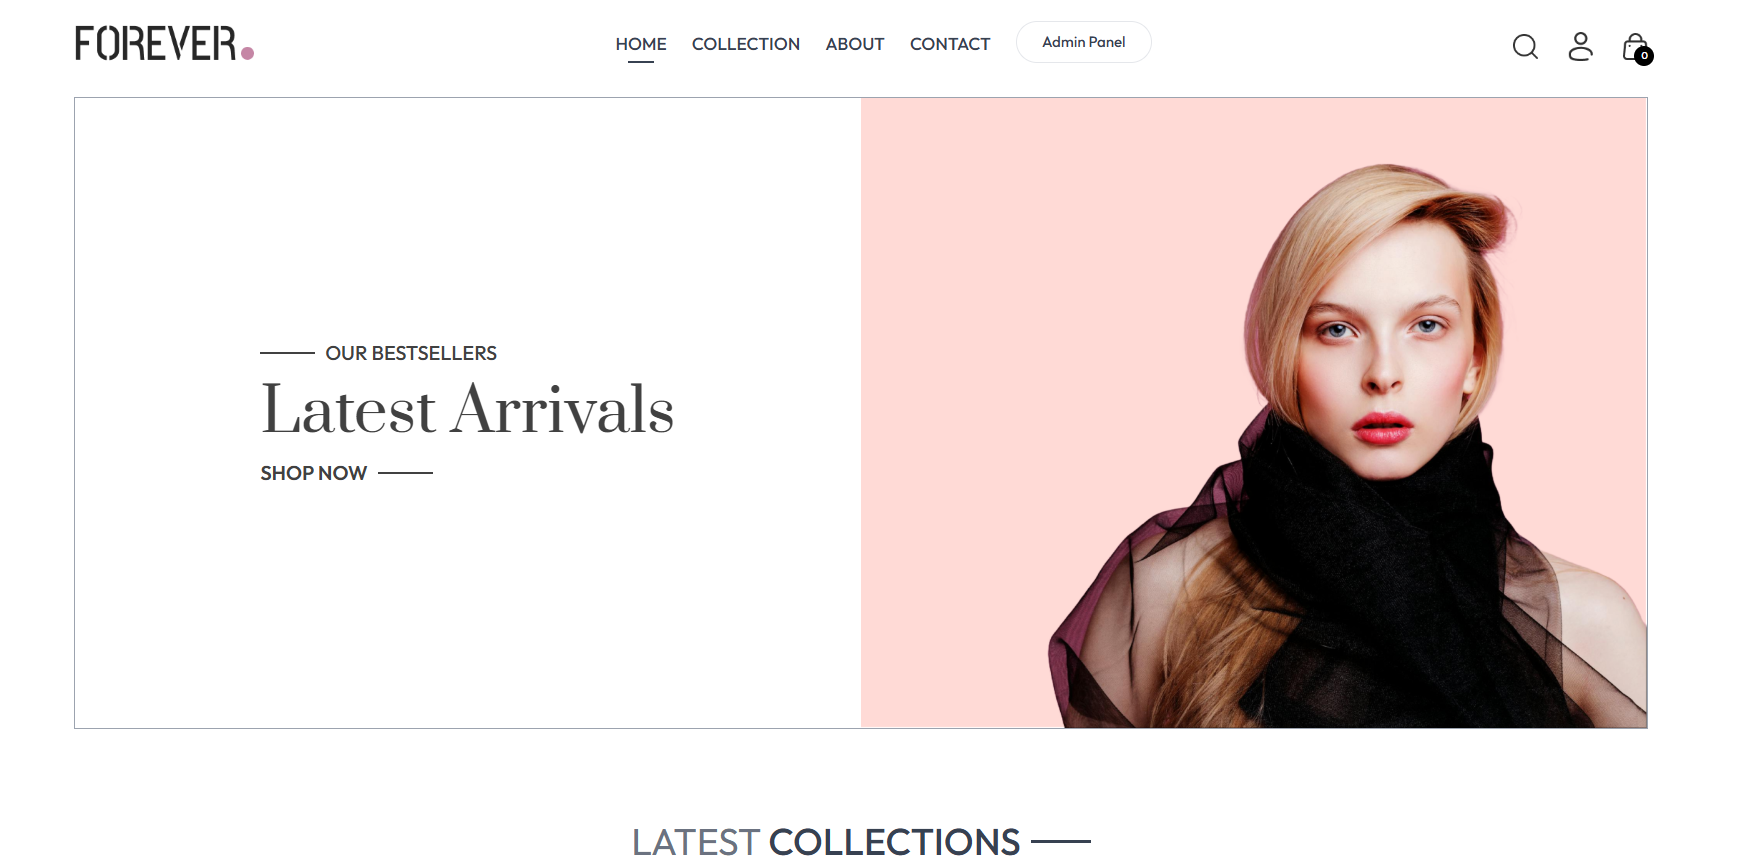 FOREVER.
HOME COLLECTION ABOUT CONTACT Admin Panel
0
OUR BESTSELLERS
Latest Arrivals
SHOP NOW
LATEST COLLECTIONS